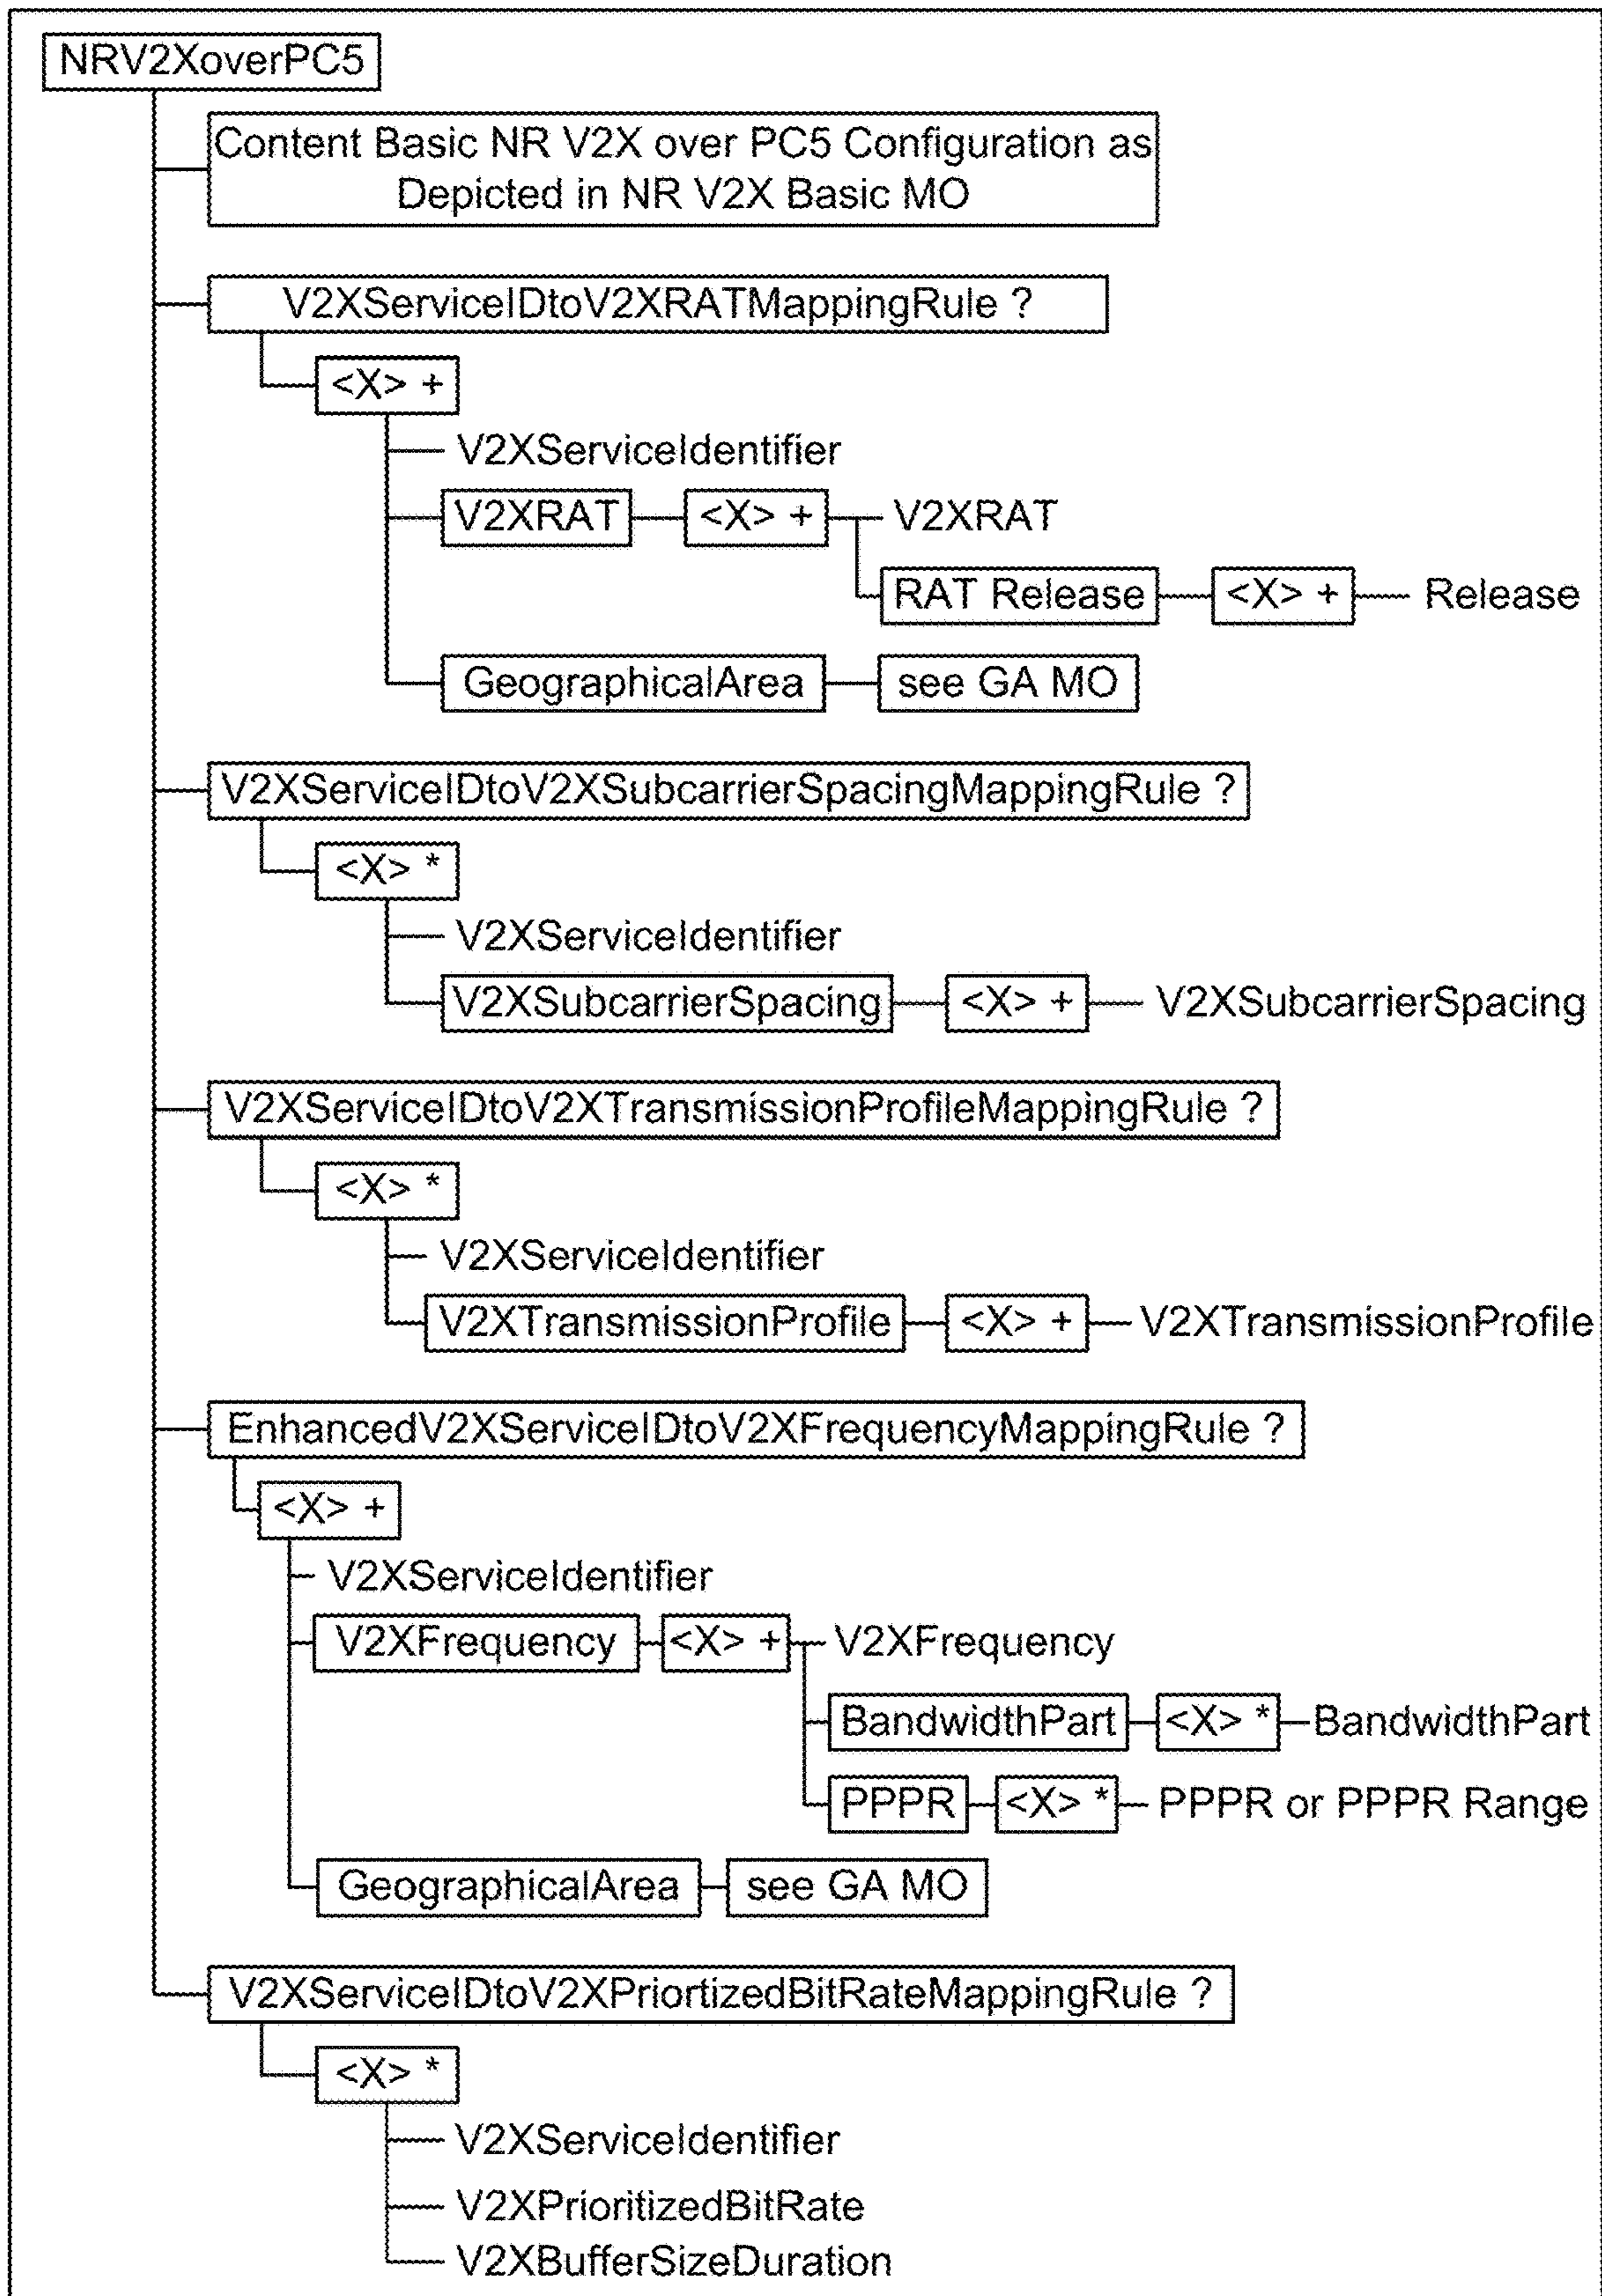 NRV2XoverPC5
Content Basic NR V2X over PC5 Configuration as
Depicted in NR V2X Basic MO
V2XServiceIDtoV2XRATMappingRule ?
<X> +
V2XServiceIdentifier
V2XRAT <X> + V2XRAT
RAT Release <X> + Release
GeographicalArea see GA MO
V2XServiceIDtoV2XSubcarrierSpacingMappingRule ?
<X> *
V2XServiceIdentifier
V2XSubcarrierSpacing <X> + V2XSubcarrierSpacing
V2XServiceIDtoV2XTransmissionProfileMappingRule ?
<X> *
V2XServiceIdentifier
V2XTransmissionProfile <X> + V2XTransmissionProfile
EnhancedV2XServiceIDtoV2XFrequencyMappingRule ?
<X> +
V2XServiceIdentifier
V2XFrequency <X> + V2XFrequency
BandwidthPart <X> * BandwidthPart
PPPR <X> * PPPR or PPPR Range
GeographicalArea see GA MO
V2XServiceIDtoV2XPriortizedBitRateMappingRule ?
<X> *
V2XServiceIdentifier
V2XPrioritizedBitRate
V2XBufferSizeDuration